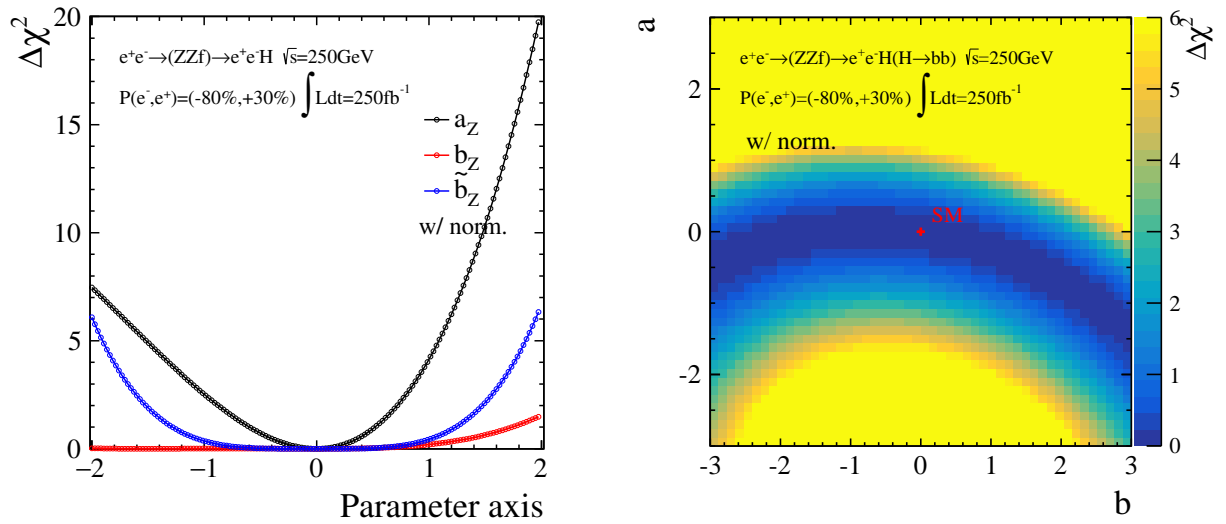 Δχ²
20
15
10
5
0
e⁺e⁻→(ZZf)→e⁺e⁻H √s=250GeV
P(e⁻,e⁺)=(-80%,+30%) ∫Ldt=250fb⁻¹
a_Z
b_Z
b̃_Z
w/ norm.
−2 −1 0 1 2
Parameter axis
a
2
0
-2
e⁺e⁻→(ZZf)→e⁺e⁻H(H→bb) √s=250GeV
P(e⁻,e⁺)=(-80%,+30%) ∫Ldt=250fb⁻¹
w/ norm.
SM
-3 -2 -1 0 1 2 3
b
6
5
4
3
2
1
0
Δχ²